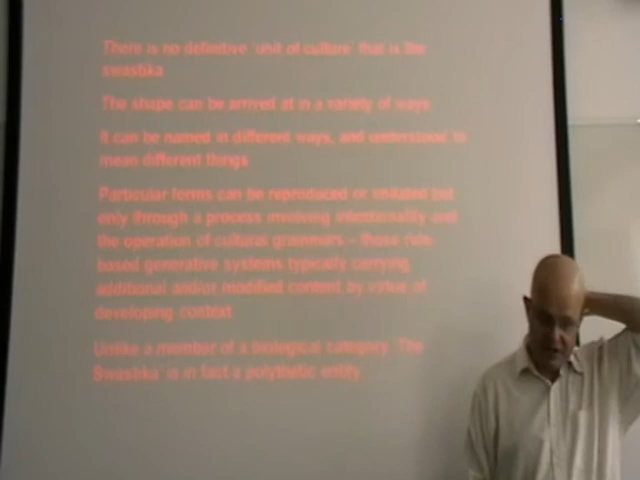 There is no definitive 'unit of culture' that is the
swastika
The shape can be arrived at in a variety of ways
It can be named in different ways, and understood to
mean different things
Particular forms can be reproduced or imitated but
only through a process involving intentionality and
the operation of cultural grammars – those rule-
based generative systems typically carrying
additional and/or modified content by virtue of
developing context
Unlike a member of a biological category, 'The
Swastika' is in fact a polythetic entity